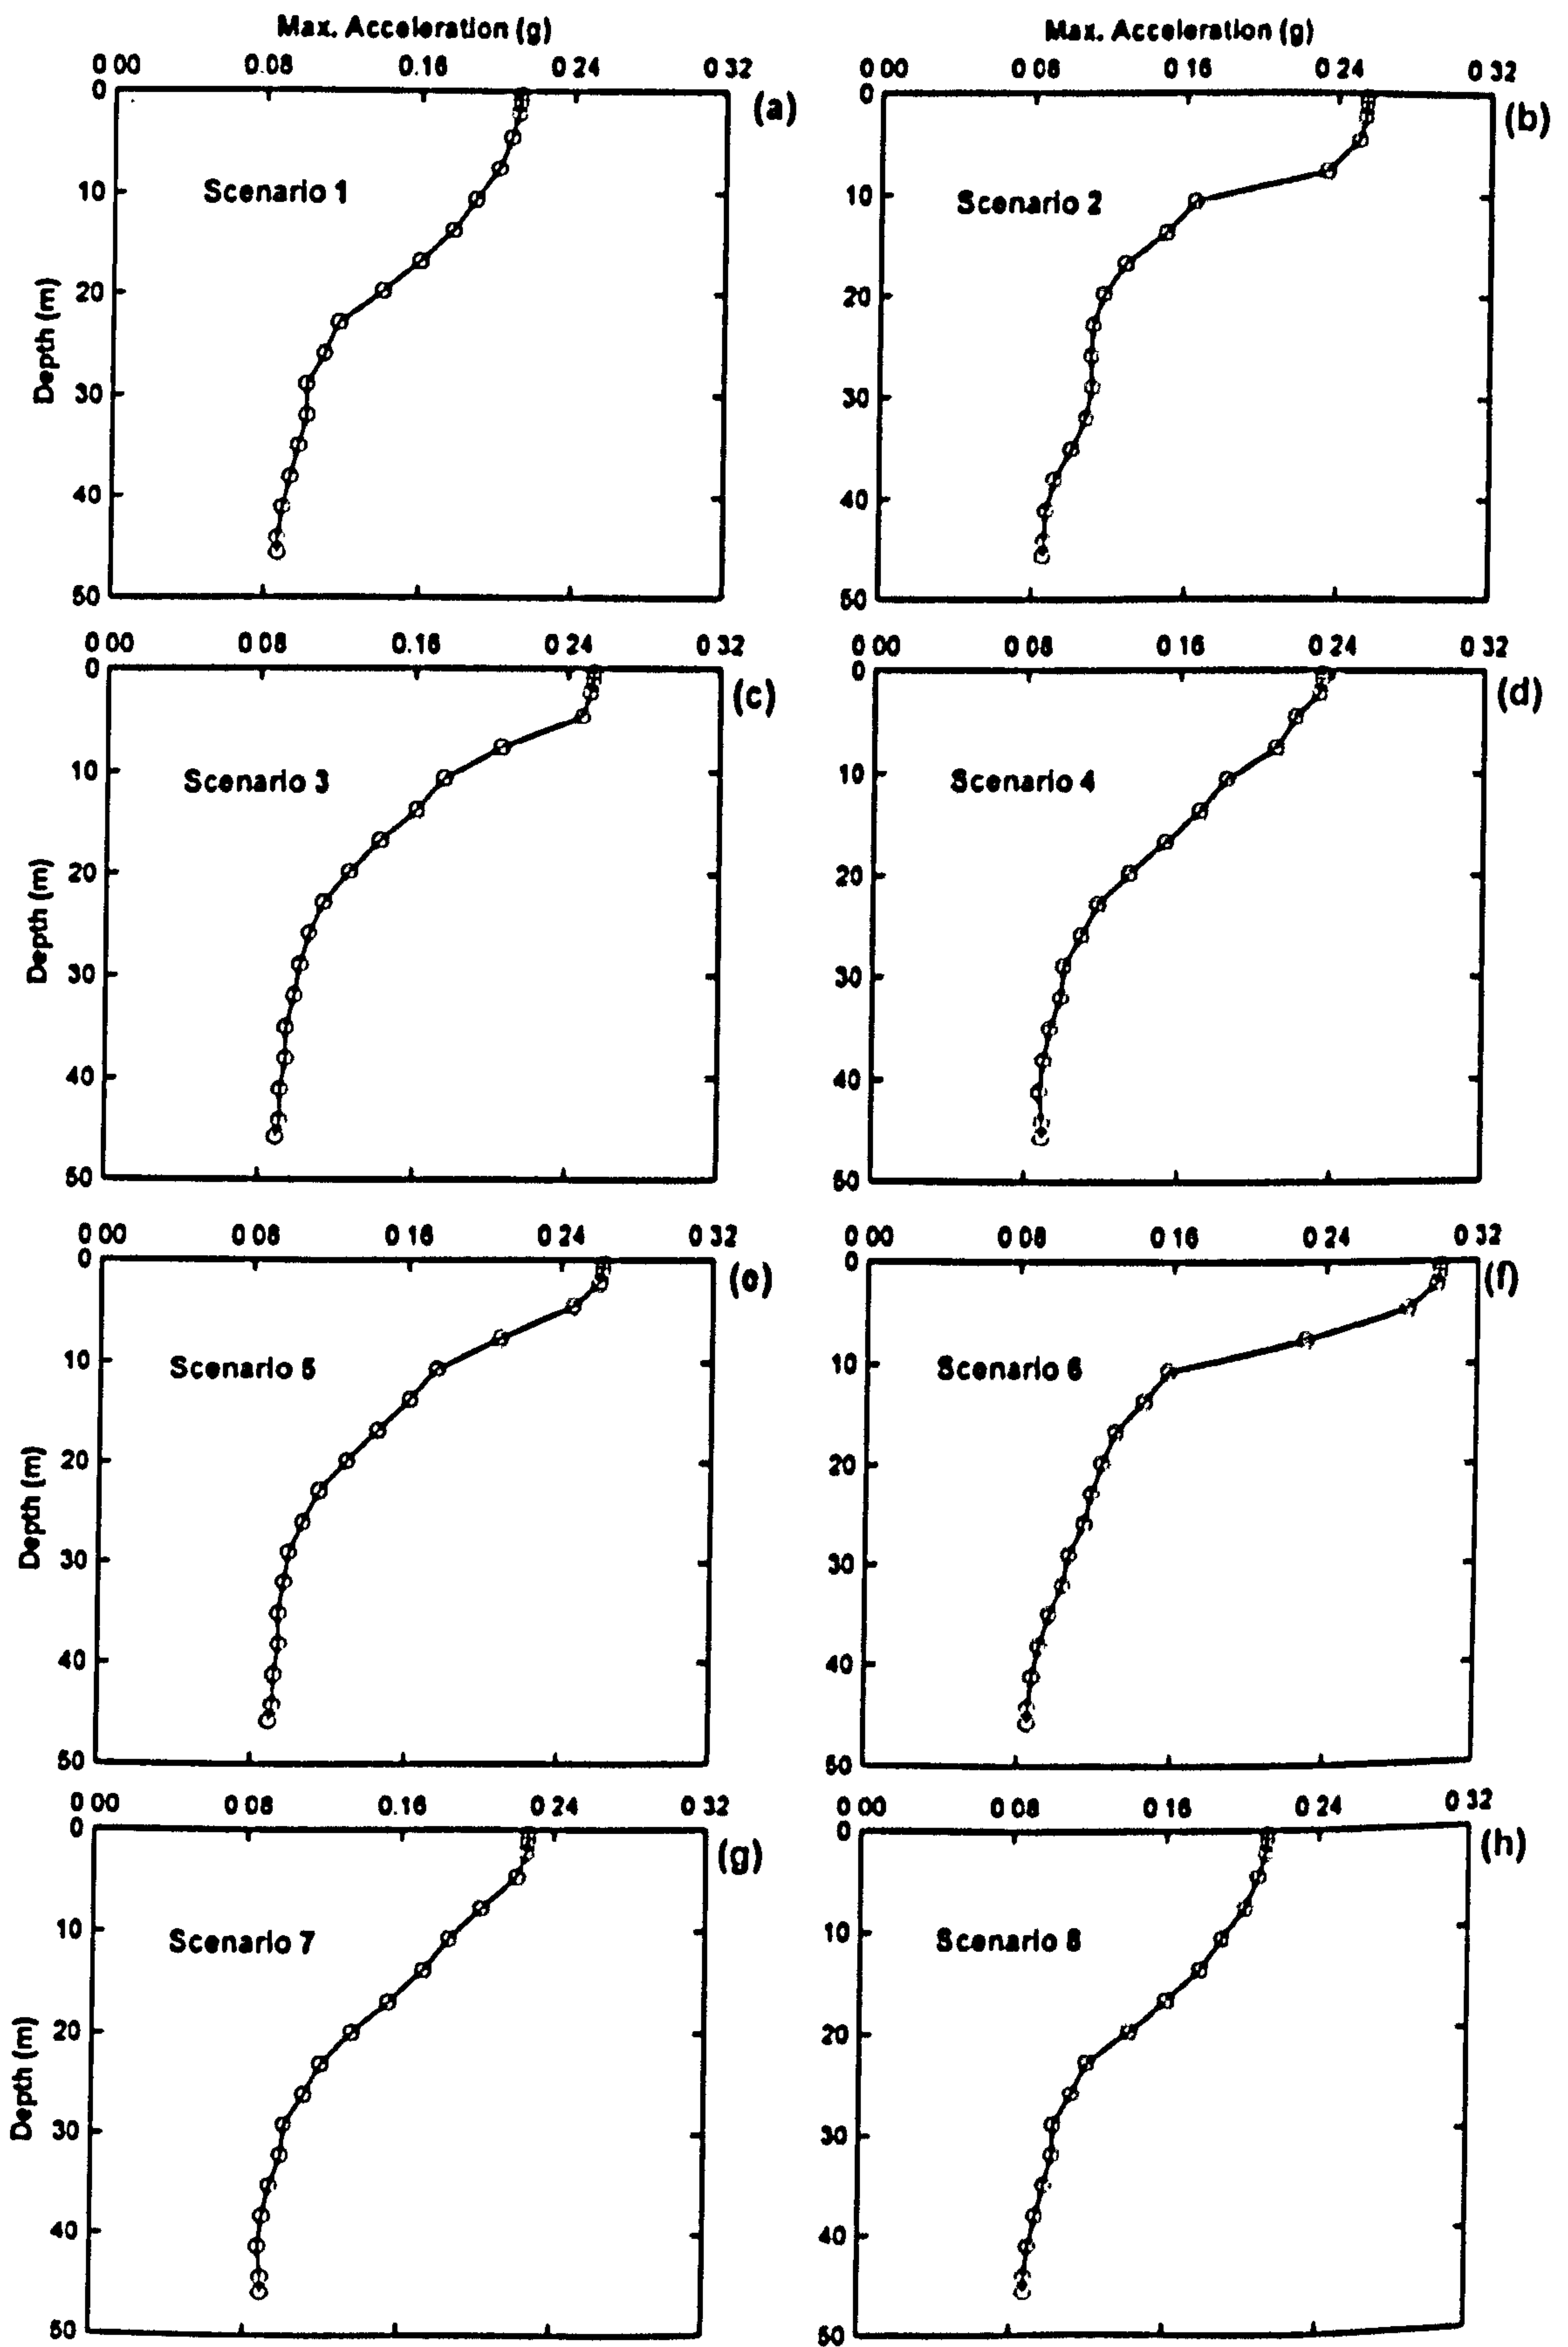 Max. Acceleration (g) Max. Acceleration (g)
0 00 0.08 0.16 0.24 0 32 0 00 0 08 0 16 0 24 0 32
0 (a) 0 (b)
10 Scenario 1 10 Scenario 2
20 20
Depth (m)
30 30
40 40
50 50
0 00 0 08 0.16 0.24 0 32 0 00 0 08 0 16 0 24 0 32
0 (c) 0 (d)
10 Scenario 3 10 Scenario 4
20 20
Depth (m)
30 30
40 40
50 50
0 00 0 08 0.16 0 24 0 32 0 00 0 08 0 16 0 24 0 32
0 (e) 0 (f)
10 Scenario 5 10 Scenario 6
20 20
Depth (m)
30 30
40 40
50 50
0 00 0 08 0.16 0 24 0 32 0 00 0 08 0 16 0 24 0 32
0 (g) 0 (h)
10 Scenario 7 10 Scenario 8
20 20
Depth (m)
30 30
40 40
50 50